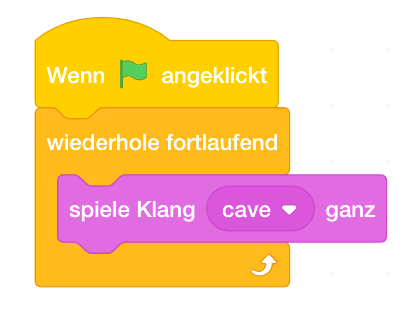 Wenn angeklickt
wiederhole fortlaufend
spiele Klang cave ganz